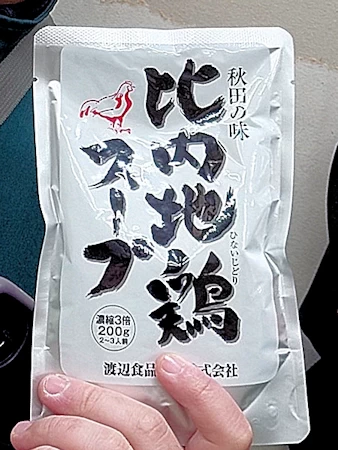 秋田の味
比内地鶏
ひないじどり
スープ
濃縮3倍
200g
2~3人前
渡辺食品
式会社